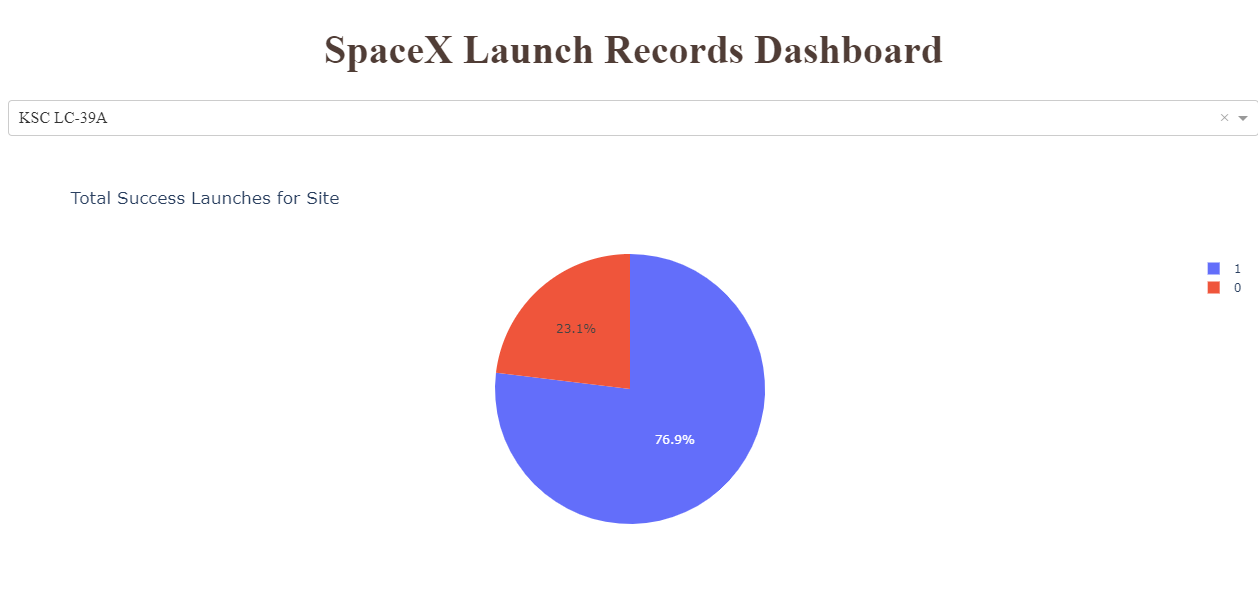 SpaceX Launch Records Dashboard
KSC LC-39A ×
Total Success Launches for Site
1
0
23.1%
76.9%